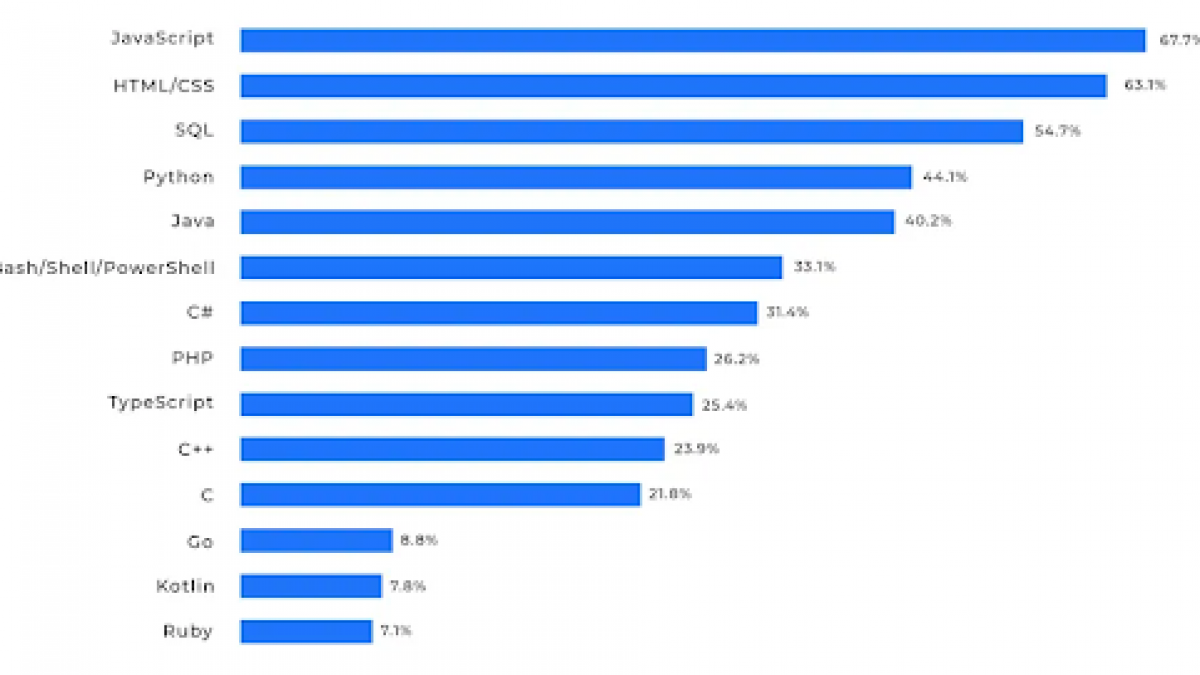 JavaScript 67.7%
HTML/CSS 63.1%
SQL 54.7%
Python 44.1%
Java 40.2%
ash/Shell/PowerShell 33.1%
C# 31.4%
PHP 26.2%
TypeScript 25.4%
C++ 23.9%
C 21.8%
Go 8.8%
Kotlin 7.8%
Ruby 7.1%